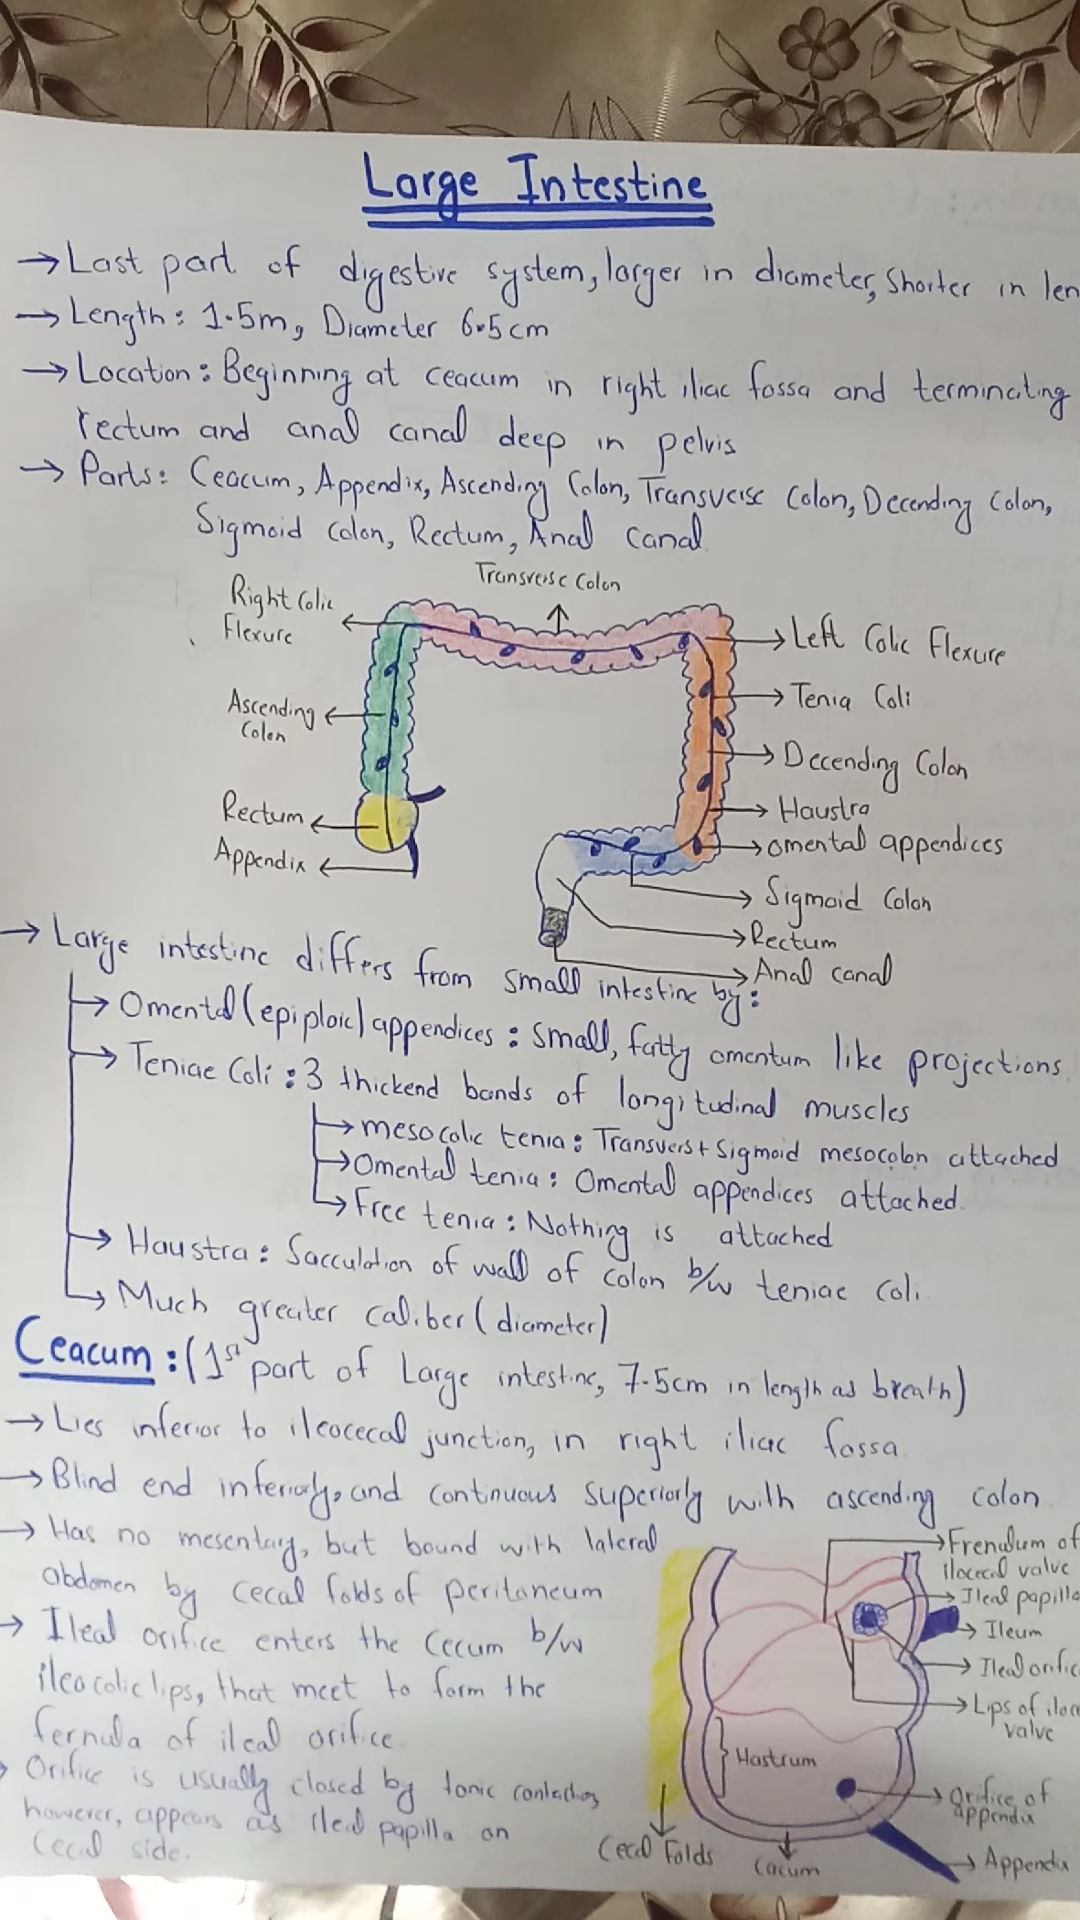 Large Intestine
→ Last part of digestive system, larger in diameter, Shorter in len
→ Length: 1.5m, Diameter 6.5cm
→ Location: Beginning at ceacum in right iliac fossa and terminating
rectum and anal canal deep in pelvis
→ Parts: Ceacum, Appendix, Ascending Colon, Transverse Colon, Decending Colon,
Sigmoid Colon, Rectum, Anal canal
Transverse Colon
Right Colic
Flexure
Left Colic Flexure
Tenia Coli
Ascending
Colon
Decending Colon
Rectum
Haustra
Appendix
omental appendices
Sigmoid Colon
Rectum
Anal canal
→ Large intestine differs from small intestine by:
→ Omental (epiploic) appendices: small, fatty omentum like projections
→ Teniae Coli: 3 thickend bands of longitudinal muscles
→ mesocolic tenia: Transvers + Sigmoid mesocolon attached
→ Omental tenia: Omental appendices attached.
→ Free tenia: Nothing is attached
→ Haustra: Sacculation of wall of colon b/w teniae coli
→ Much greater caliber (diameter)
Ceacum: (1st part of Large intestine, 7.5cm in length as breath)
→ Lies inferior to ileocecal junction, in right iliac fossa
→ Blind end inferiorly, and continuous superiorly with ascending colon
→ Has no mesentary, but bound with lateral
abdomen by cecal folds of peritoneum
→ Ileal orifice enters the cecum b/w
ileocolic lips, that meet to form the
fernula of ileal orifice.
→ Orifice is usually closed by tonic
however, appears as Ileal papilla on
Cecal side.
Frenulum of
ilocecal valve
Ileal papilla
Ileum
Ileal orific
Lips of iloc
valve
Hastrum
Orifice of
appendix
Cecal Folds
Cacum
Appendix